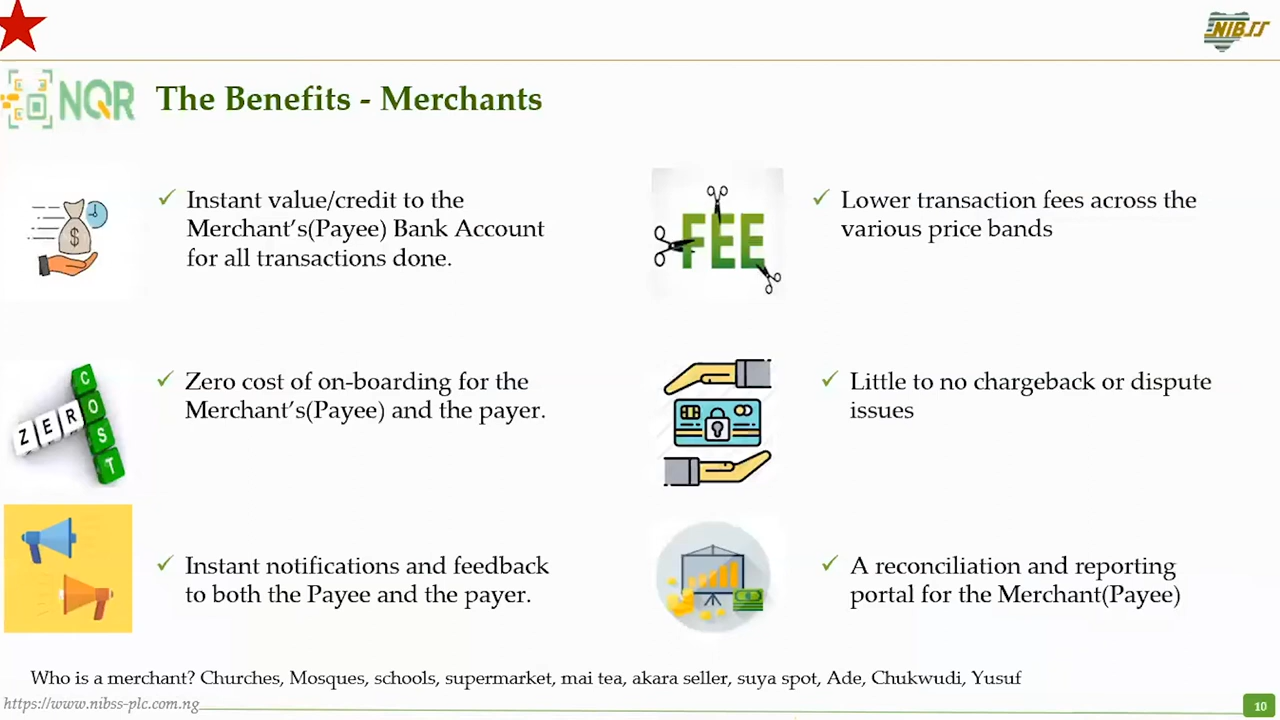 NIBSS
NQR
The Benefits - Merchants
✓ Instant value/credit to the
Merchant's(Payee) Bank Account
for all transactions done.
FEE
✓ Lower transaction fees across the
various price bands
ZERO
COST
✓ Zero cost of on-boarding for the
Merchant's(Payee) and the payer.
✓ Little to no chargeback or dispute
issues
✓ Instant notifications and feedback
to both the Payee and the payer.
✓ A reconciliation and reporting
portal for the Merchant(Payee)
Who is a merchant? Churches, Mosques, schools, supermarket, mai tea, akara seller, suya spot, Ade, Chukwudi, Yusuf
https://www.nibss-plc.com.ng
10